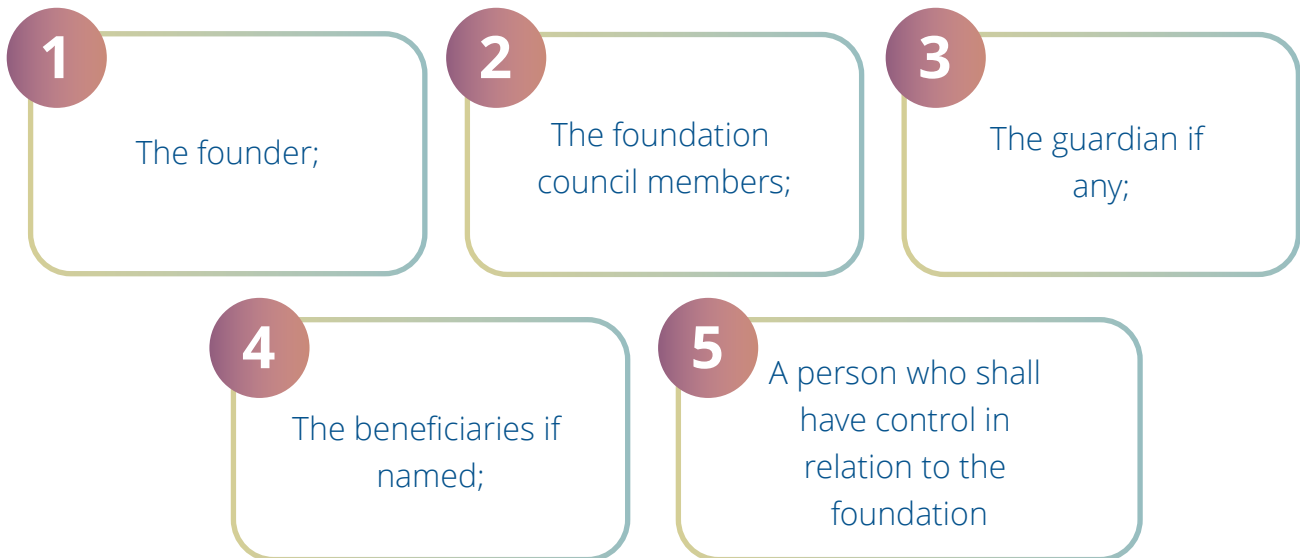 1
The founder;
2
The foundation
council members;
3
The guardian if
any;
4
The beneficiaries if
named;
5
A person who shall
have control in
relation to the
foundation